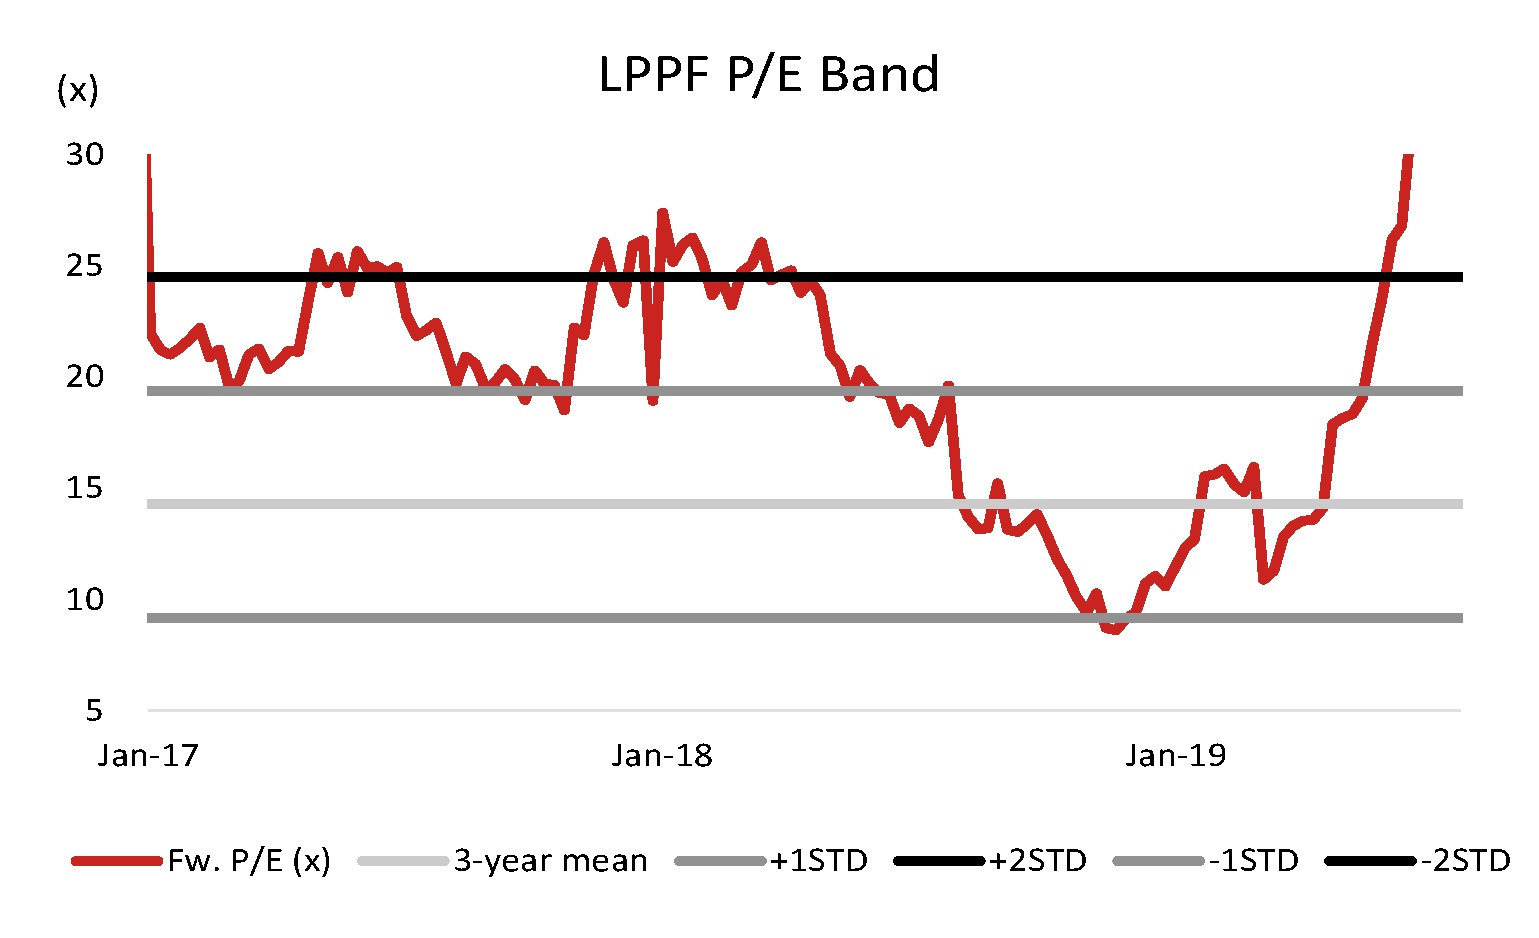 LPPF P/E Band
(x)
30
25
20
15
10
5
Jan-17 Jan-18 Jan-19
Fw. P/E (x) 3-year mean +1STD +2STD -1STD -2STD